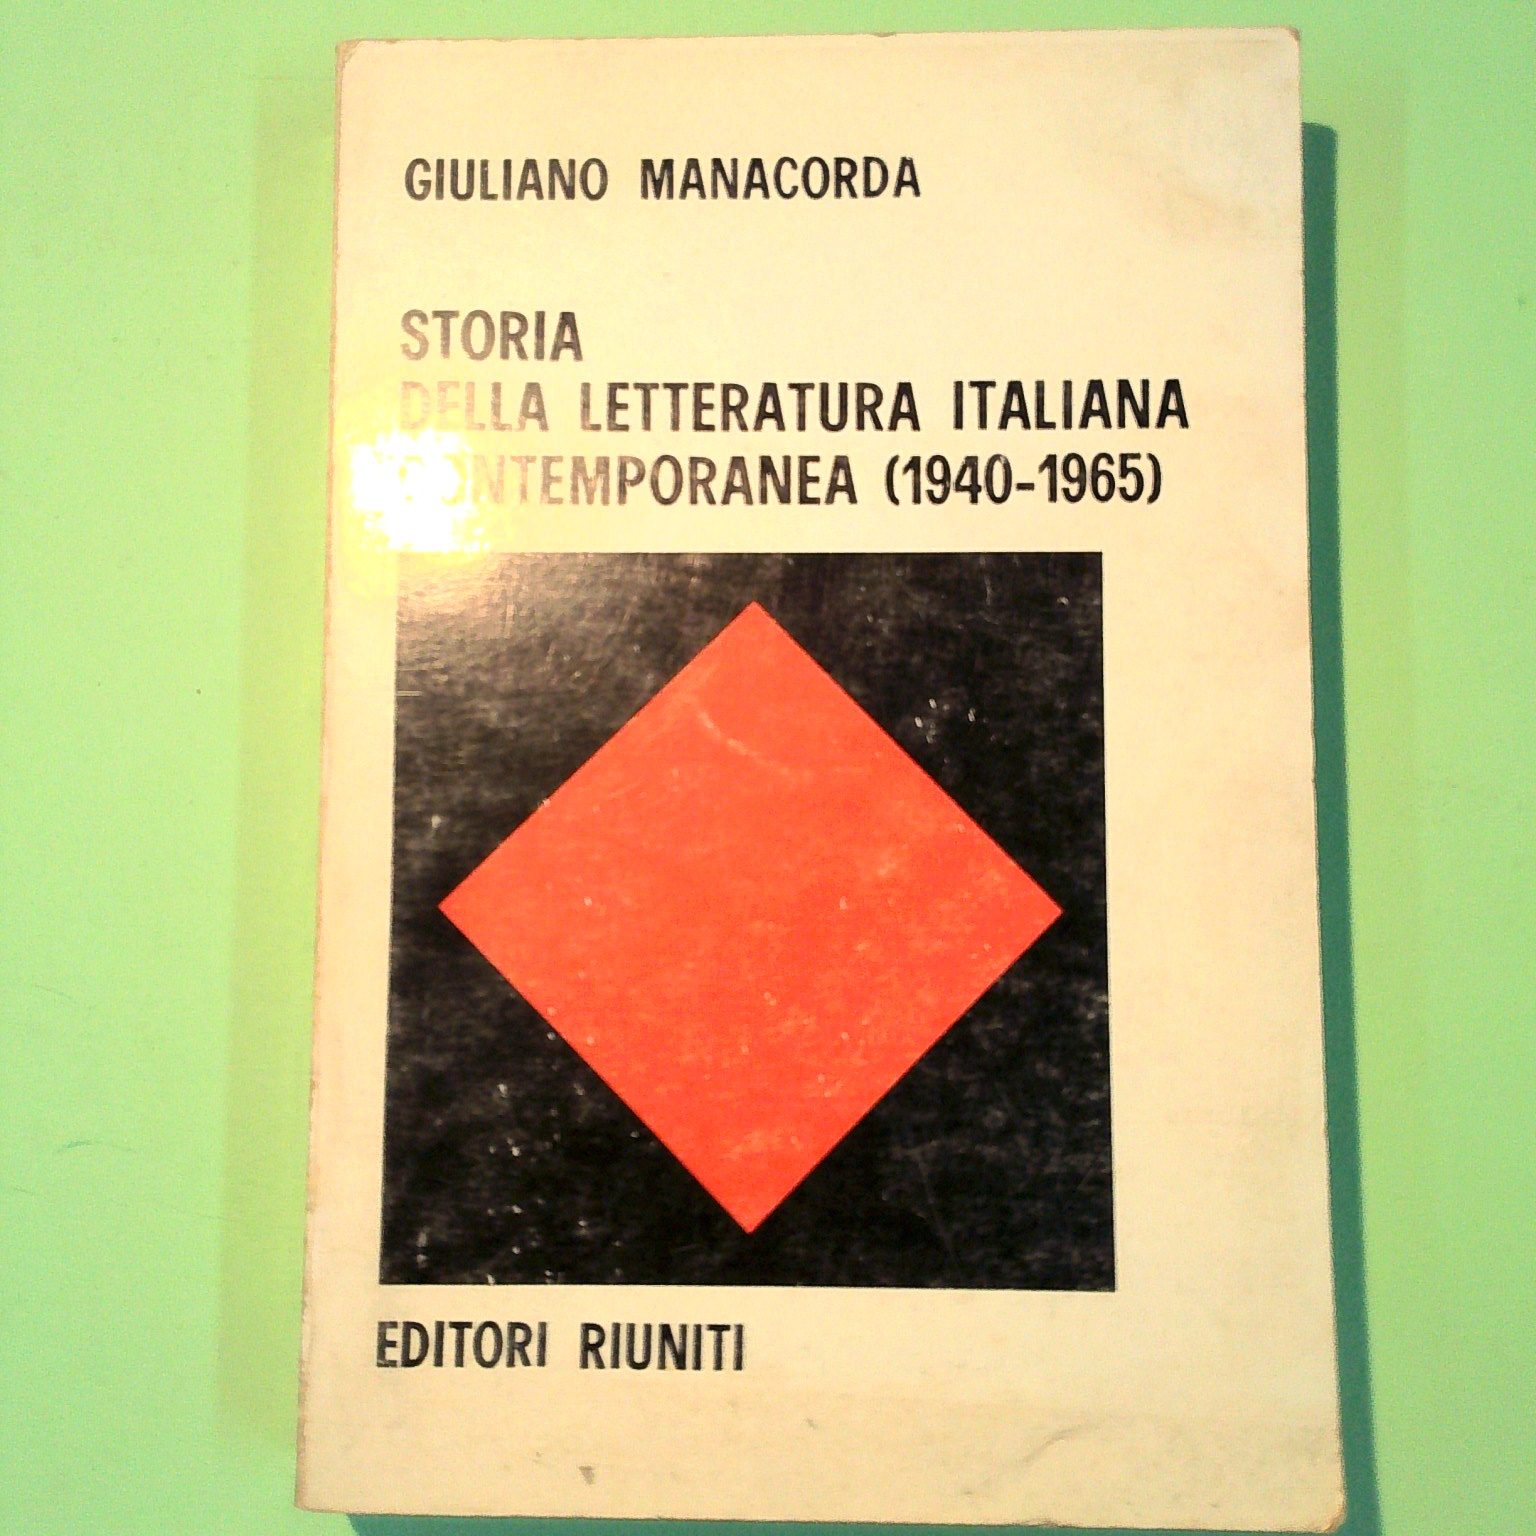 GIULIANO MANACORDA
STORIA
DELLA LETTERATURA ITALIANA
CONTEMPORANEA (1940-1965)
EDITORI RIUNITI